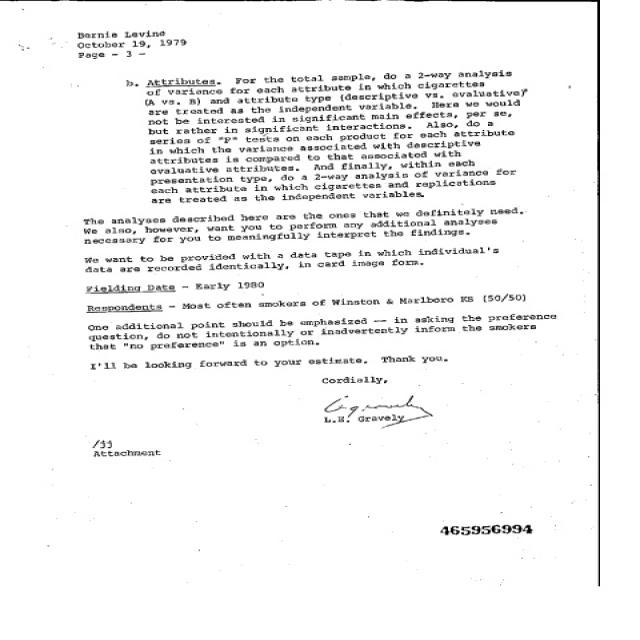 Bernie Levine
October 19, 1979
Page - 3 -
b. Attributes. For the total sample, do a 2-way analysis
of variance for each attribute in which cigarettes
(A vs. B) and attribute type (descriptive vs. evaluative)
are treated as the independent variable. Here we would
not be interested in significant main effects, per se,
but rather in significant interactions. Also, do a
series of "F" tests on each product for each attribute
in which the variance associated with descriptive
attributes is compared to that associated with
evaluative attributes. And finally, within each
presentation type, do a 2-way analysis of variance for
each attribute in which cigarettes and replications
are treated as the independent variables.
The analyses described here are the ones that we definitely need.
We also, however, want you to perform any additional analyses
necessary for you to meaningfully interpret the findings.
We want to be provided with a data tape in which individual's
data are recorded identically, in card image form.
Fielding Date - Early 1980
Respondents - Most often smokers of Winston & Marlboro KS (50/50)
One additional point should be emphasized -- in asking the preference
question, do not intentionally or inadvertently inform the smokers
that "no preference" is an option.
I'll be looking forward to your estimate. Thank you.
Cordially,
L.E. Gravely
/jj
Attachment
465956994